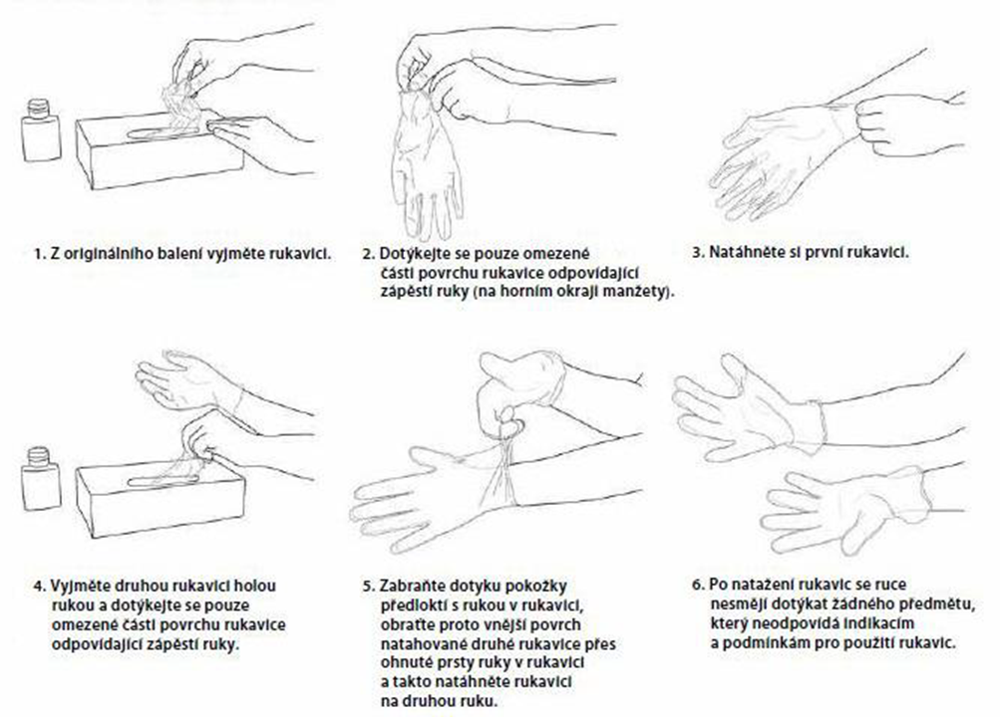 1. Z originálního balení vyjměte rukavici.
2. Dotýkejte se pouze omezené
části povrchu rukavice odpovídající
zápěstí ruky (na horním okraji manžety).
3. Natáhněte si první rukavici.
4. Vyjměte druhou rukavici holou
rukou a dotýkejte se pouze
omezené části povrchu rukavice
odpovídající zápěstí ruky.
5. Zabraňte dotyku pokožky
předloktí s rukou v rukavici,
obraťte proto vnější povrch
natahované druhé rukavice přes
ohnuté prsty ruky v rukavici
a takto natáhněte rukavici
na druhou ruku.
6. Po natažení rukavic se ruce
nesmějí dotýkat žádného předmětu,
který neodpovídá indikacím
a podmínkám pro použití rukavic.